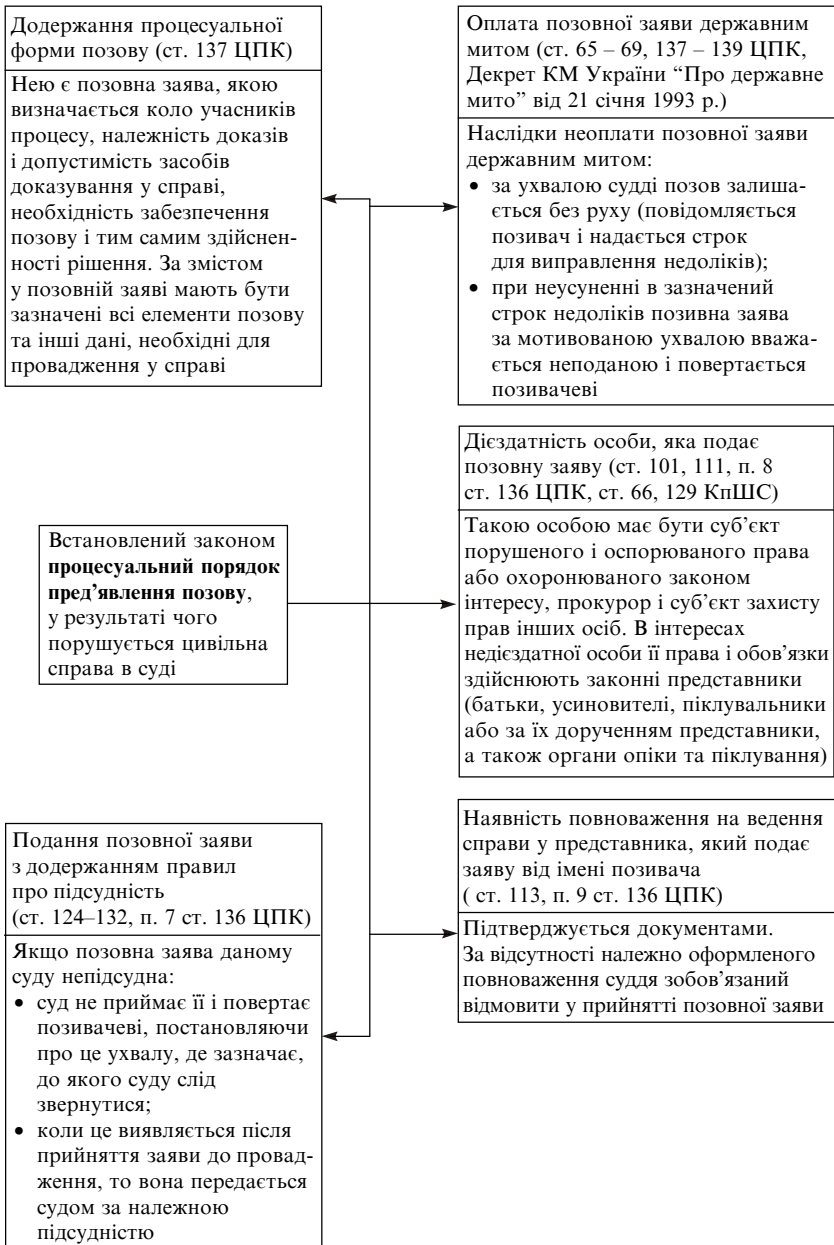 Додержання процесуальної
форми позову (ст. 137 ЦПК)
Нею є позовна заява, якою
визначається коло учасників
процесу, належність доказів
і допустимість засобів
доказування у справі,
необхідність забезпечення
позову і тим самим здійснен-
ності рішення. За змістом
у позовній заяві мають бути
зазначені всі елементи позову
та інші дані, необхідні для
провадження у справі
Оплата позовної заяви державним
митом (ст. 65 – 69, 137 – 139 ЦПК,
Декрет КМ України “Про державне
мито” від 21 січня 1993 р.)
Наслідки неоплати позовної заяви
державним митом:
• за ухвалою судді позов залиша-
ється без руху (повідомляється
позивач і надається строк
для виправлення недоліків);
• при неусуненні в зазначений
строк недоліків позивна заява
за мотивованою ухвалою вважа-
ється неподаною і повертається
позивачеві
Встановлений законом
процесуальний порядок
пред’явлення позову,
у результаті чого
порушується цивільна
справа в суді
Дієздатність особи, яка подає
позовну заяву (ст. 101, 111, п. 8
ст. 136 ЦПК, ст. 66, 129 КпШС)
Такою особою має бути суб’єкт
порушеного і оспорюваного права
або охоронюваного законом
інтересу, прокурор і суб’єкт захисту
прав інших осіб. В інтересах
недієздатної особи її права і обов’язки
здійснюють законні представники
(батьки, усиновителі, піклувальники
або за їх дорученням представники,
а також органи опіки та піклування)
Подання позовної заяви
з додержанням правил
про підсудність
(ст. 124–132, п. 7 ст. 136 ЦПК)
Якщо позовна заява даному
суду непідсудна:
• суд не приймає її і повертає
позивачеві, постановляючи
про це ухвалу, де зазначає,
до якого суду слід
звернутися;
• коли це виявляється після
прийняття заяви до провад-
ження, то вона передається
судом за належною
підсудністю
Наявність повноваження на ведення
справи у представника, який подає
заяву від імені позивача
( ст. 113, п. 9 ст. 136 ЦПК)
Підтверджується документами.
За відсутності належно оформленого
повноваження суддя зобов’язаний
відмовити у прийнятті позовної заяви